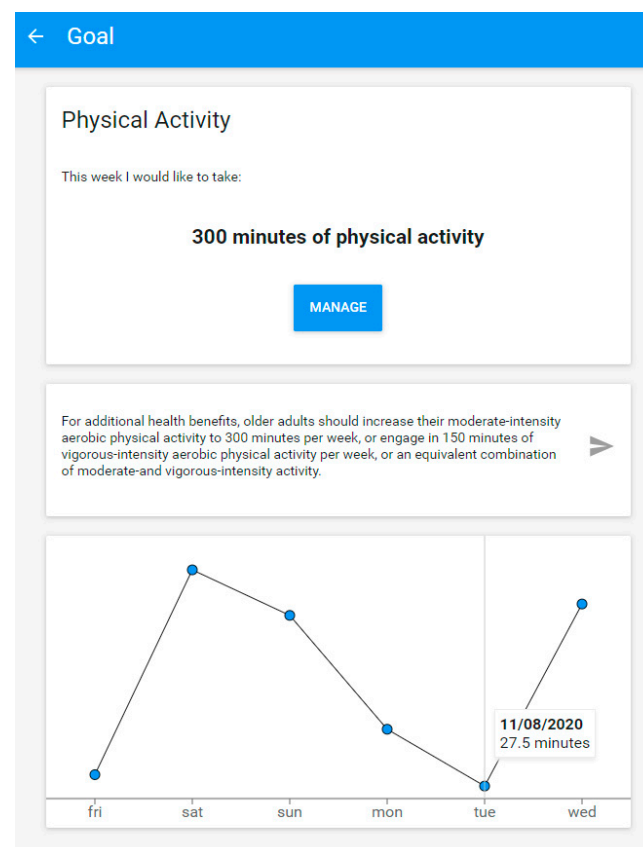 Goal
Physical Activity
This week I would like to take:
300 minutes of physical activity
MANAGE
For additional health benefits, older adults should increase their moderate-intensity
aerobic physical activity to 300 minutes per week, or engage in 150 minutes of
vigorous-intensity aerobic physical activity per week, or an equivalent combination
of moderate-and vigorous-intensity activity.
11/08/2020
27.5 minutes
fri sat sun mon tue wed